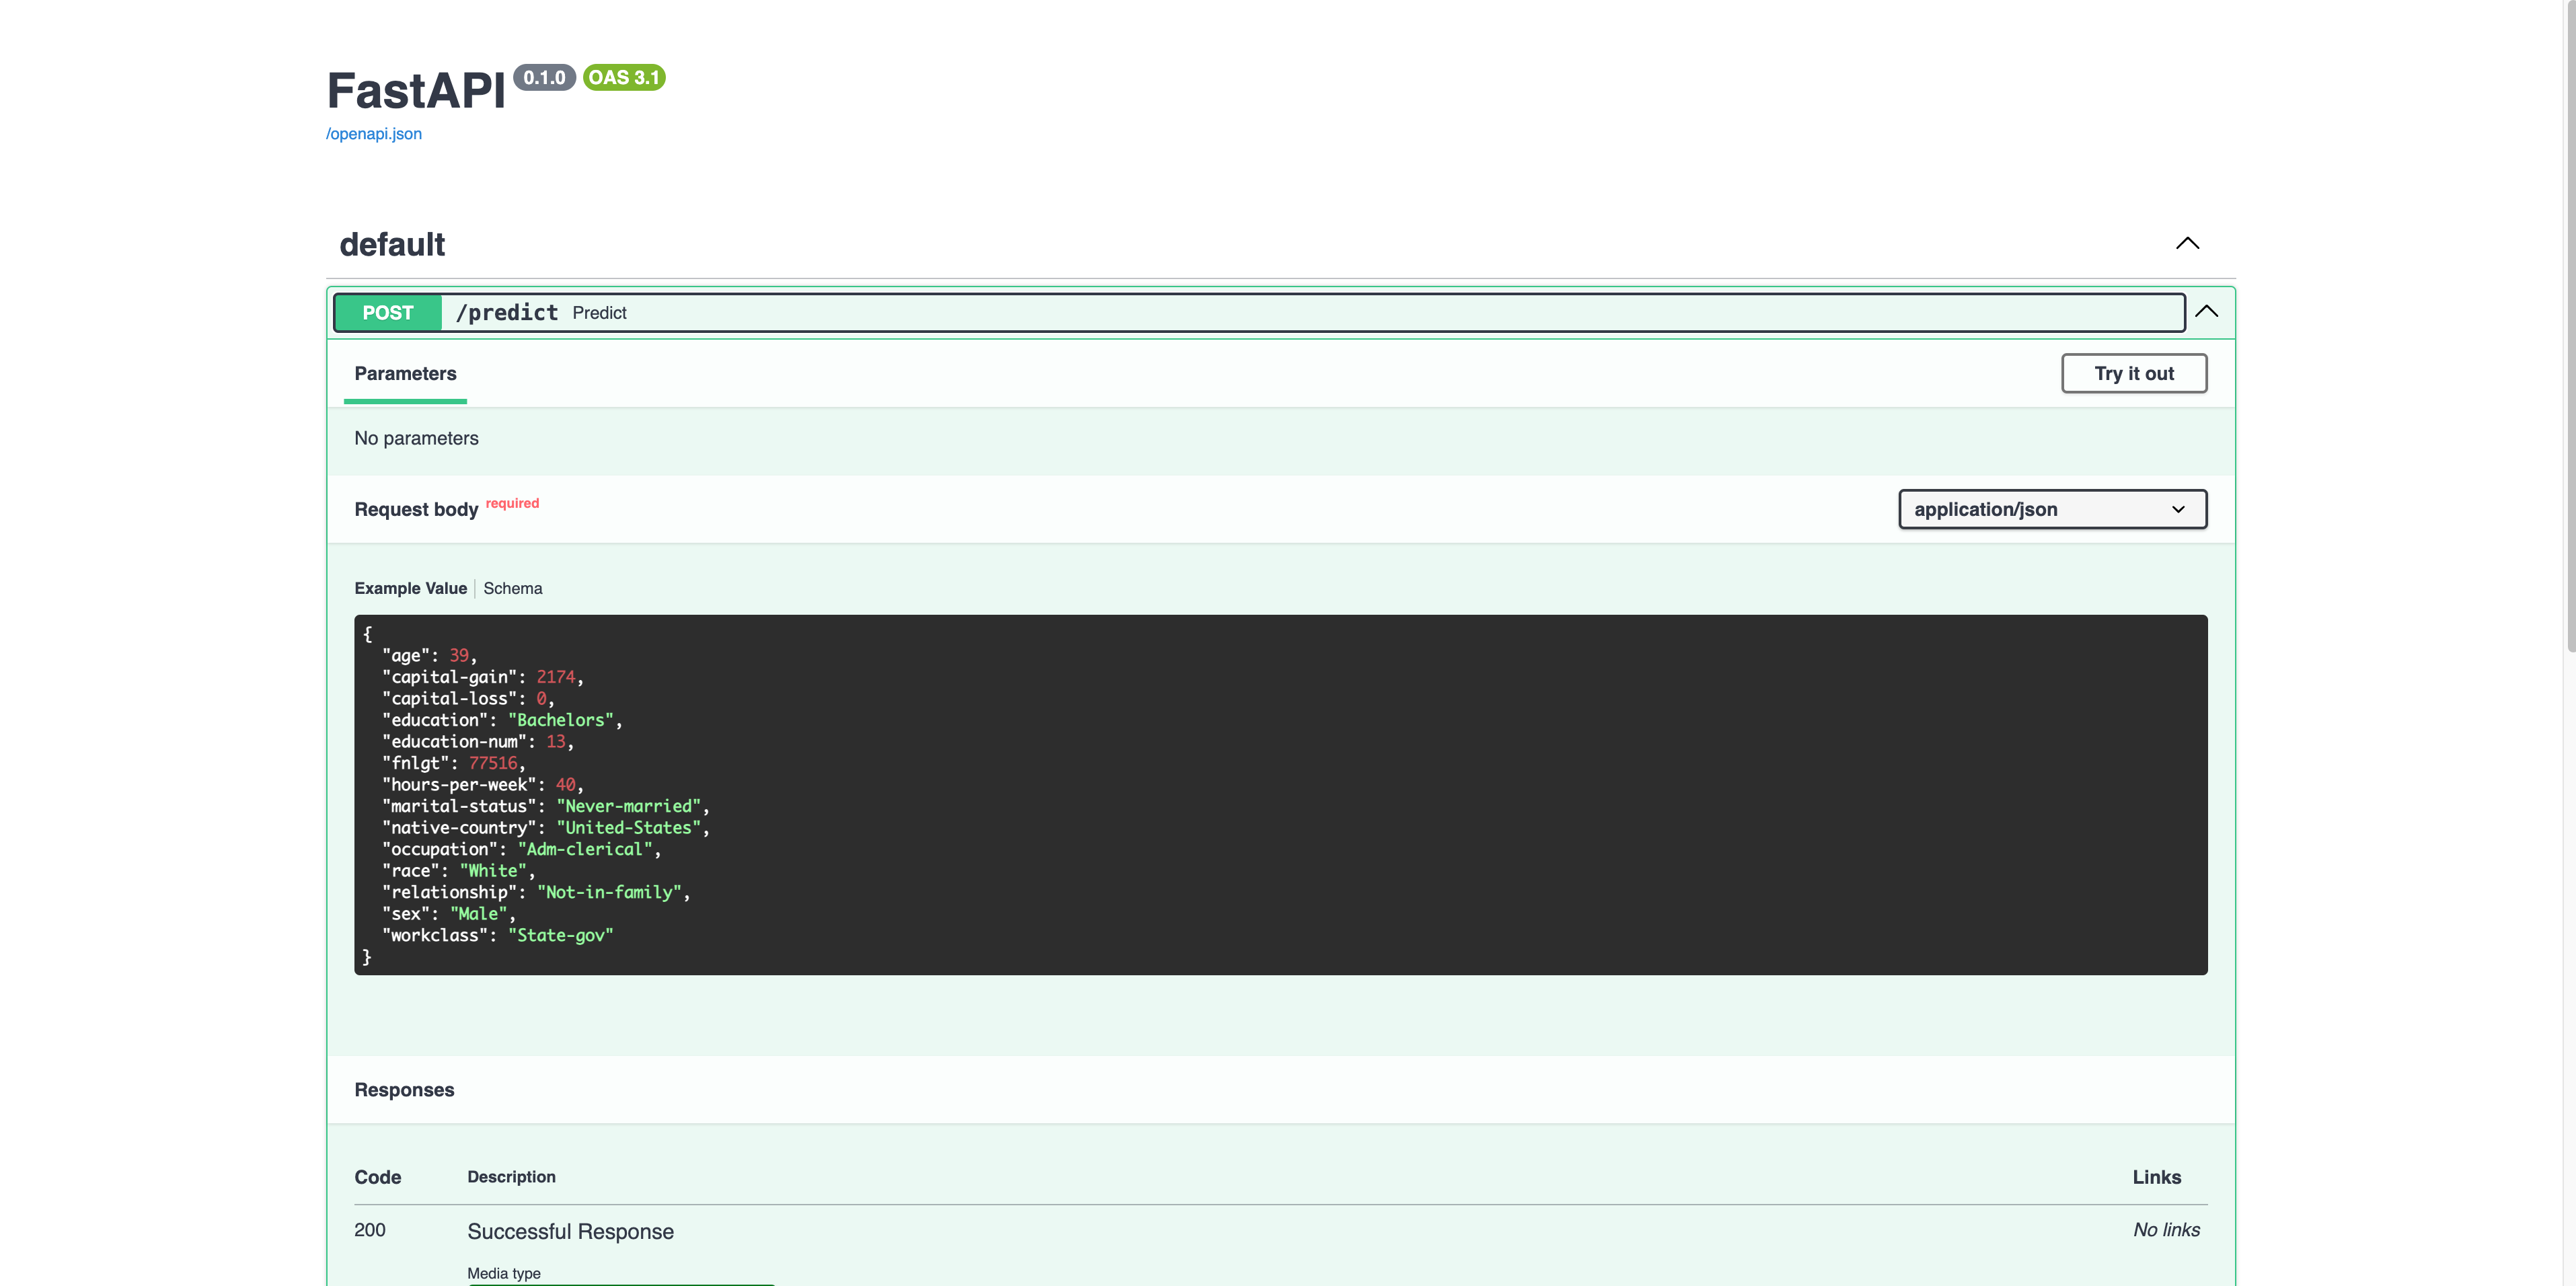 FastAPI 0.1.0 OAS 3.1
/openapi.json
default
POST /predict Predict
Parameters Try it out
No parameters
Request body required application/json
Example Value Schema
{
"age": 39,
"capital-gain": 2174,
"capital-loss": 0,
"education": "Bachelors",
"education-num": 13,
"fnlgt": 77516,
"hours-per-week": 40,
"marital-status": "Never-married",
"native-country": "United-States",
"occupation": "Adm-clerical",
"race": "White",
"relationship": "Not-in-family",
"sex": "Male",
"workclass": "State-gov"
}
Responses
Code Description Links
200 Successful Response No links
Media type